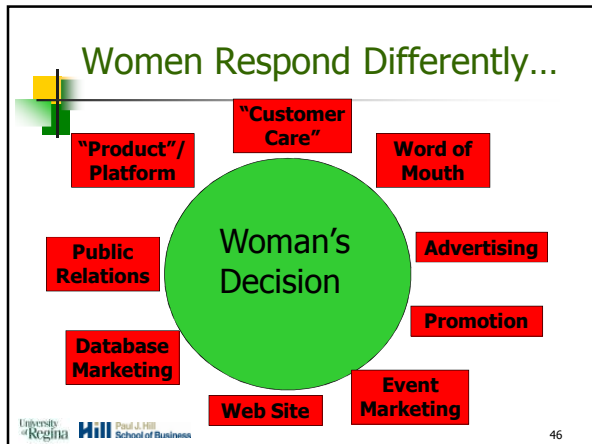 Women Respond Differently…
“Customer
Care”
“Product”/
Platform
Word of
Mouth
Public
Relations
Woman’s
Decision
Advertising
Promotion
Database
Marketing
Event
Marketing
Web Site
University
of Regina
Hill
Paul J. Hill
School of Business
46